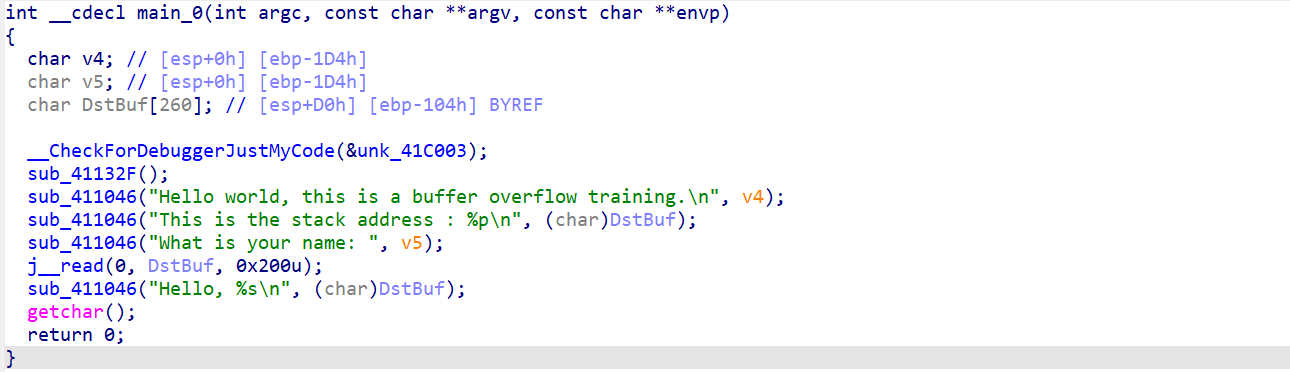 int __cdecl main_0(int argc, const char **argv, const char **envp)
{
  char v4; // [esp+0h] [ebp-1D4h]
  char v5; // [esp+0h] [ebp-1D4h]
  char DstBuf[260]; // [esp+D0h] [ebp-104h] BYREF

  __CheckForDebuggerJustMyCode(&unk_41C003);
  sub_41132F();
  sub_411046("Hello world, this is a buffer overflow training.\n", v4);
  sub_411046("This is the stack address : %p\n", (char)DstBuf);
  sub_411046("What is your name: ", v5);
  j__read(0, DstBuf, 0x200u);
  sub_411046("Hello, %s\n", (char)DstBuf);
  getchar();
  return 0;
}